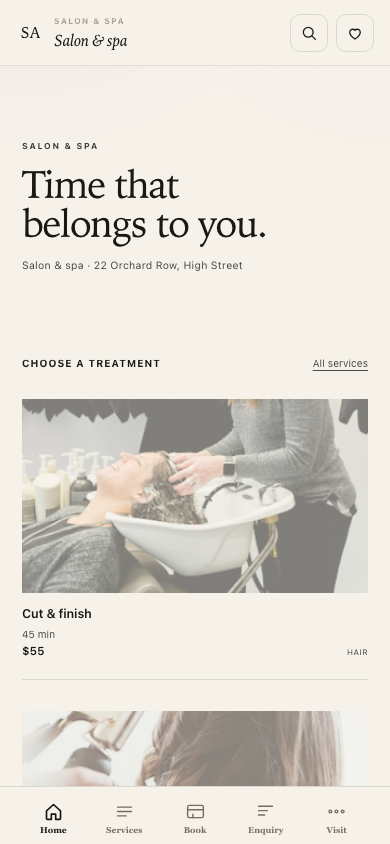 SA
SALON & SPA
Salon & spa
SALON & SPA
Time that
belongs to you.
Salon & spa · 22 Orchard Row, High Street
CHOOSE A TREATMENT
All services
Cut & finish
45 min
$55
HAIR
Home
Services
Book
Enquiry
Visit